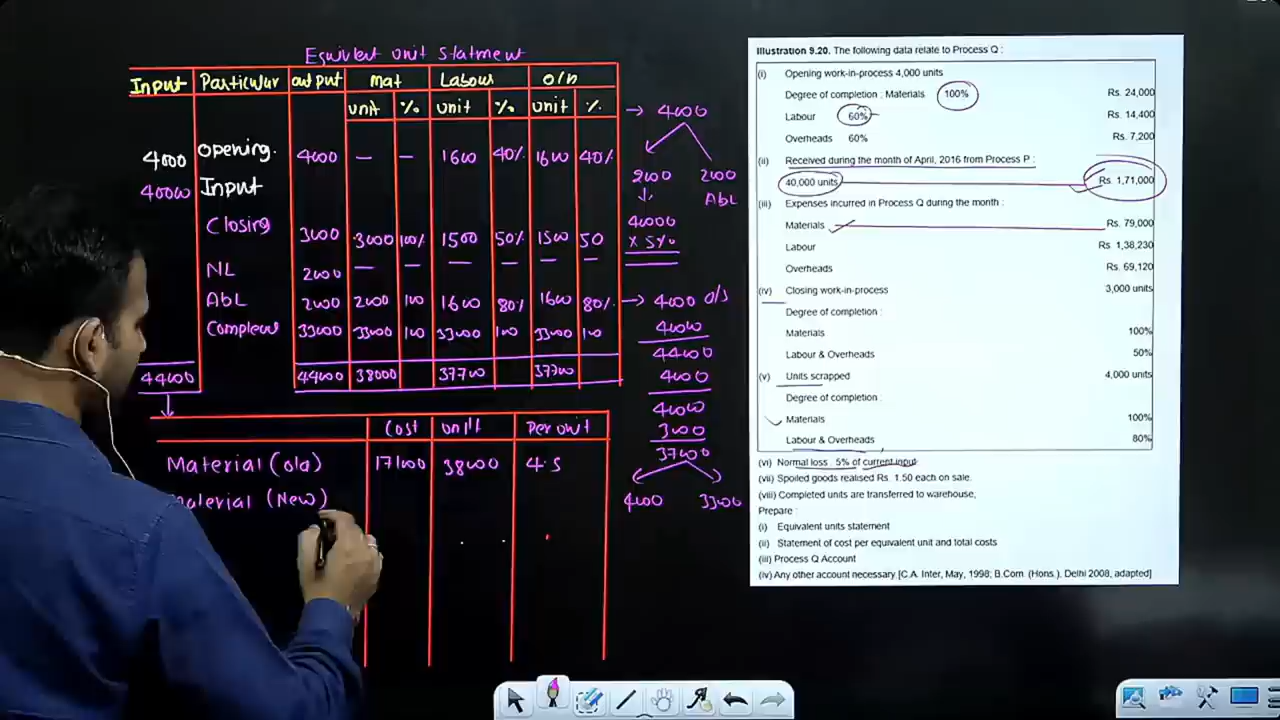 Equivlent unit Statment
Input Particular output Mat Labour O/H
unit % unit % unit %
4000 Opening. 4000 — — 1600 40% 1600 40%
40000 Input
Closing 3000 3000 100% 1500 50% 1500 50
NL 2000 — — — — — —
AbL 2000 2000 100 1600 80% 1600 80%
33000 33000 100 33000 100 33000 100
44000 44000 38000 37700 37700
Cost unit Per unit
Material (old) 171000 38000 4.5
Material (New)
→ 4000
2000 2000
↓ AbL
40000
× 5%
→ 4000 O/s
40000
44000
4000
40000
3000
37000
4000 33000
Illustration 9.20. The following data relate to Process Q :
(i) Opening work-in-process 4,000 units
Degree of completion : Materials 100% Rs. 24,000
Labour 60% Rs. 14,400
Overheads 60% Rs. 7,200
(ii) Received during the month of April, 2016 from Process P :
40,000 units Rs. 1,71,000
(iii) Expenses incurred in Process Q during the month :
Materials Rs. 79,000
Labour Rs 1,38,230
Overheads Rs. 69,120
(iv) Closing work-in-process 3,000 units
Degree of completion :
Materials 100%
Labour & Overheads 50%
(v) Units scrapped 4,000 units
Degree of completion :
Materials 100%
Labour & Overheads 80%
(vi) Normal loss : 5% of current input
(vii) Spoiled goods realised Rs. 1.50 each on sale.
(viii) Completed units are transferred to warehouse,
Prepare :
(i) Equivalent units statement
(ii) Statement of cost per equivalent unit and total costs
(iii) Process Q Account
(iv) Any other account necessary [C.A. Inter, May, 1998; B.Com. (Hons.). Delhi 2008, adapted]